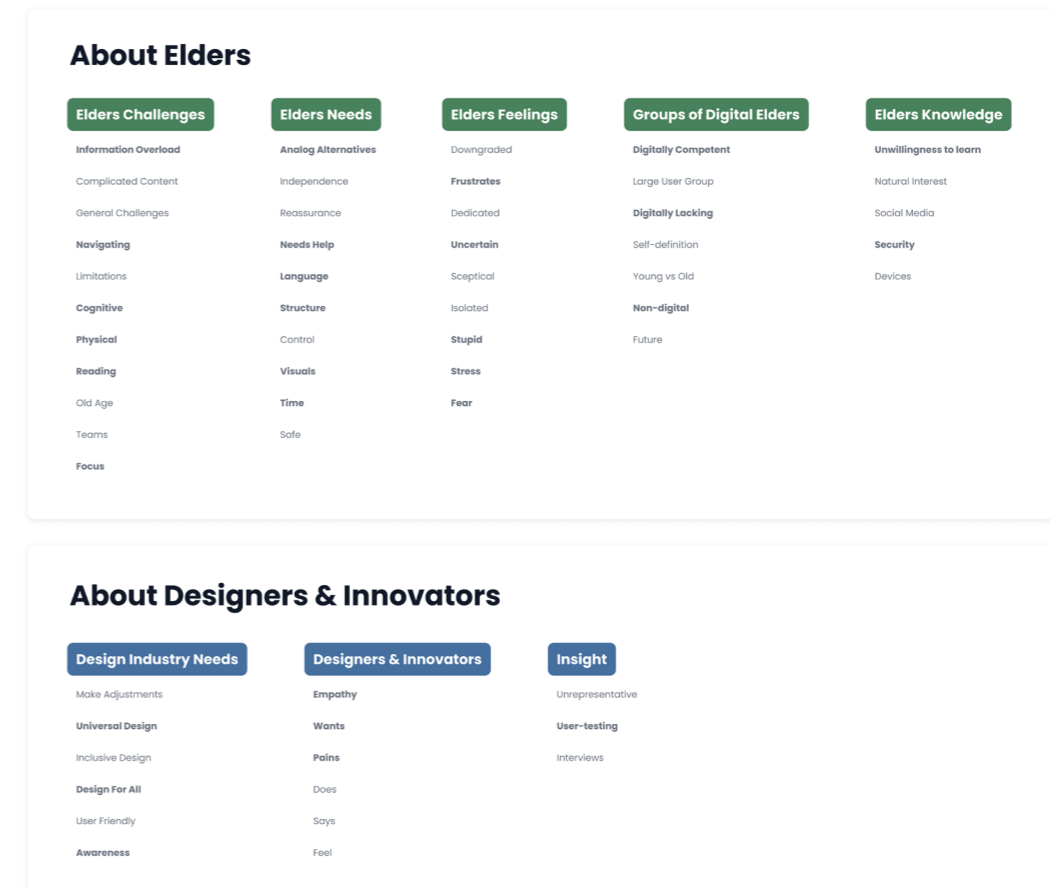 About Elders
Elders Challenges
Information Overload
Complicated Content
General Challenges
Navigating
Limitations
Cognitive
Physical
Reading
Old Age
Teams
Focus
Elders Needs
Analog Alternatives
Independence
Reassurance
Needs Help
Language
Structure
Control
Visuals
Time
Safe
Elders Feelings
Downgraded
Frustrates
Dedicated
Uncertain
Sceptical
Isolated
Stupid
Stress
Fear
Groups of Digital Elders
Digitally Competent
Large User Group
Digitally Lacking
Self-definition
Young vs Old
Non-digital
Future
Elders Knowledge
Unwillingness to learn
Natural Interest
Social Media
Security
Devices
About Designers & Innovators
Design Industry Needs
Make Adjustments
Universal Design
Inclusive Design
Design For All
User Friendly
Awareness
Designers & Innovators
Empathy
Wants
Pains
Does
Says
Feel
Insight
Unrepresentative
User-testing
Interviews